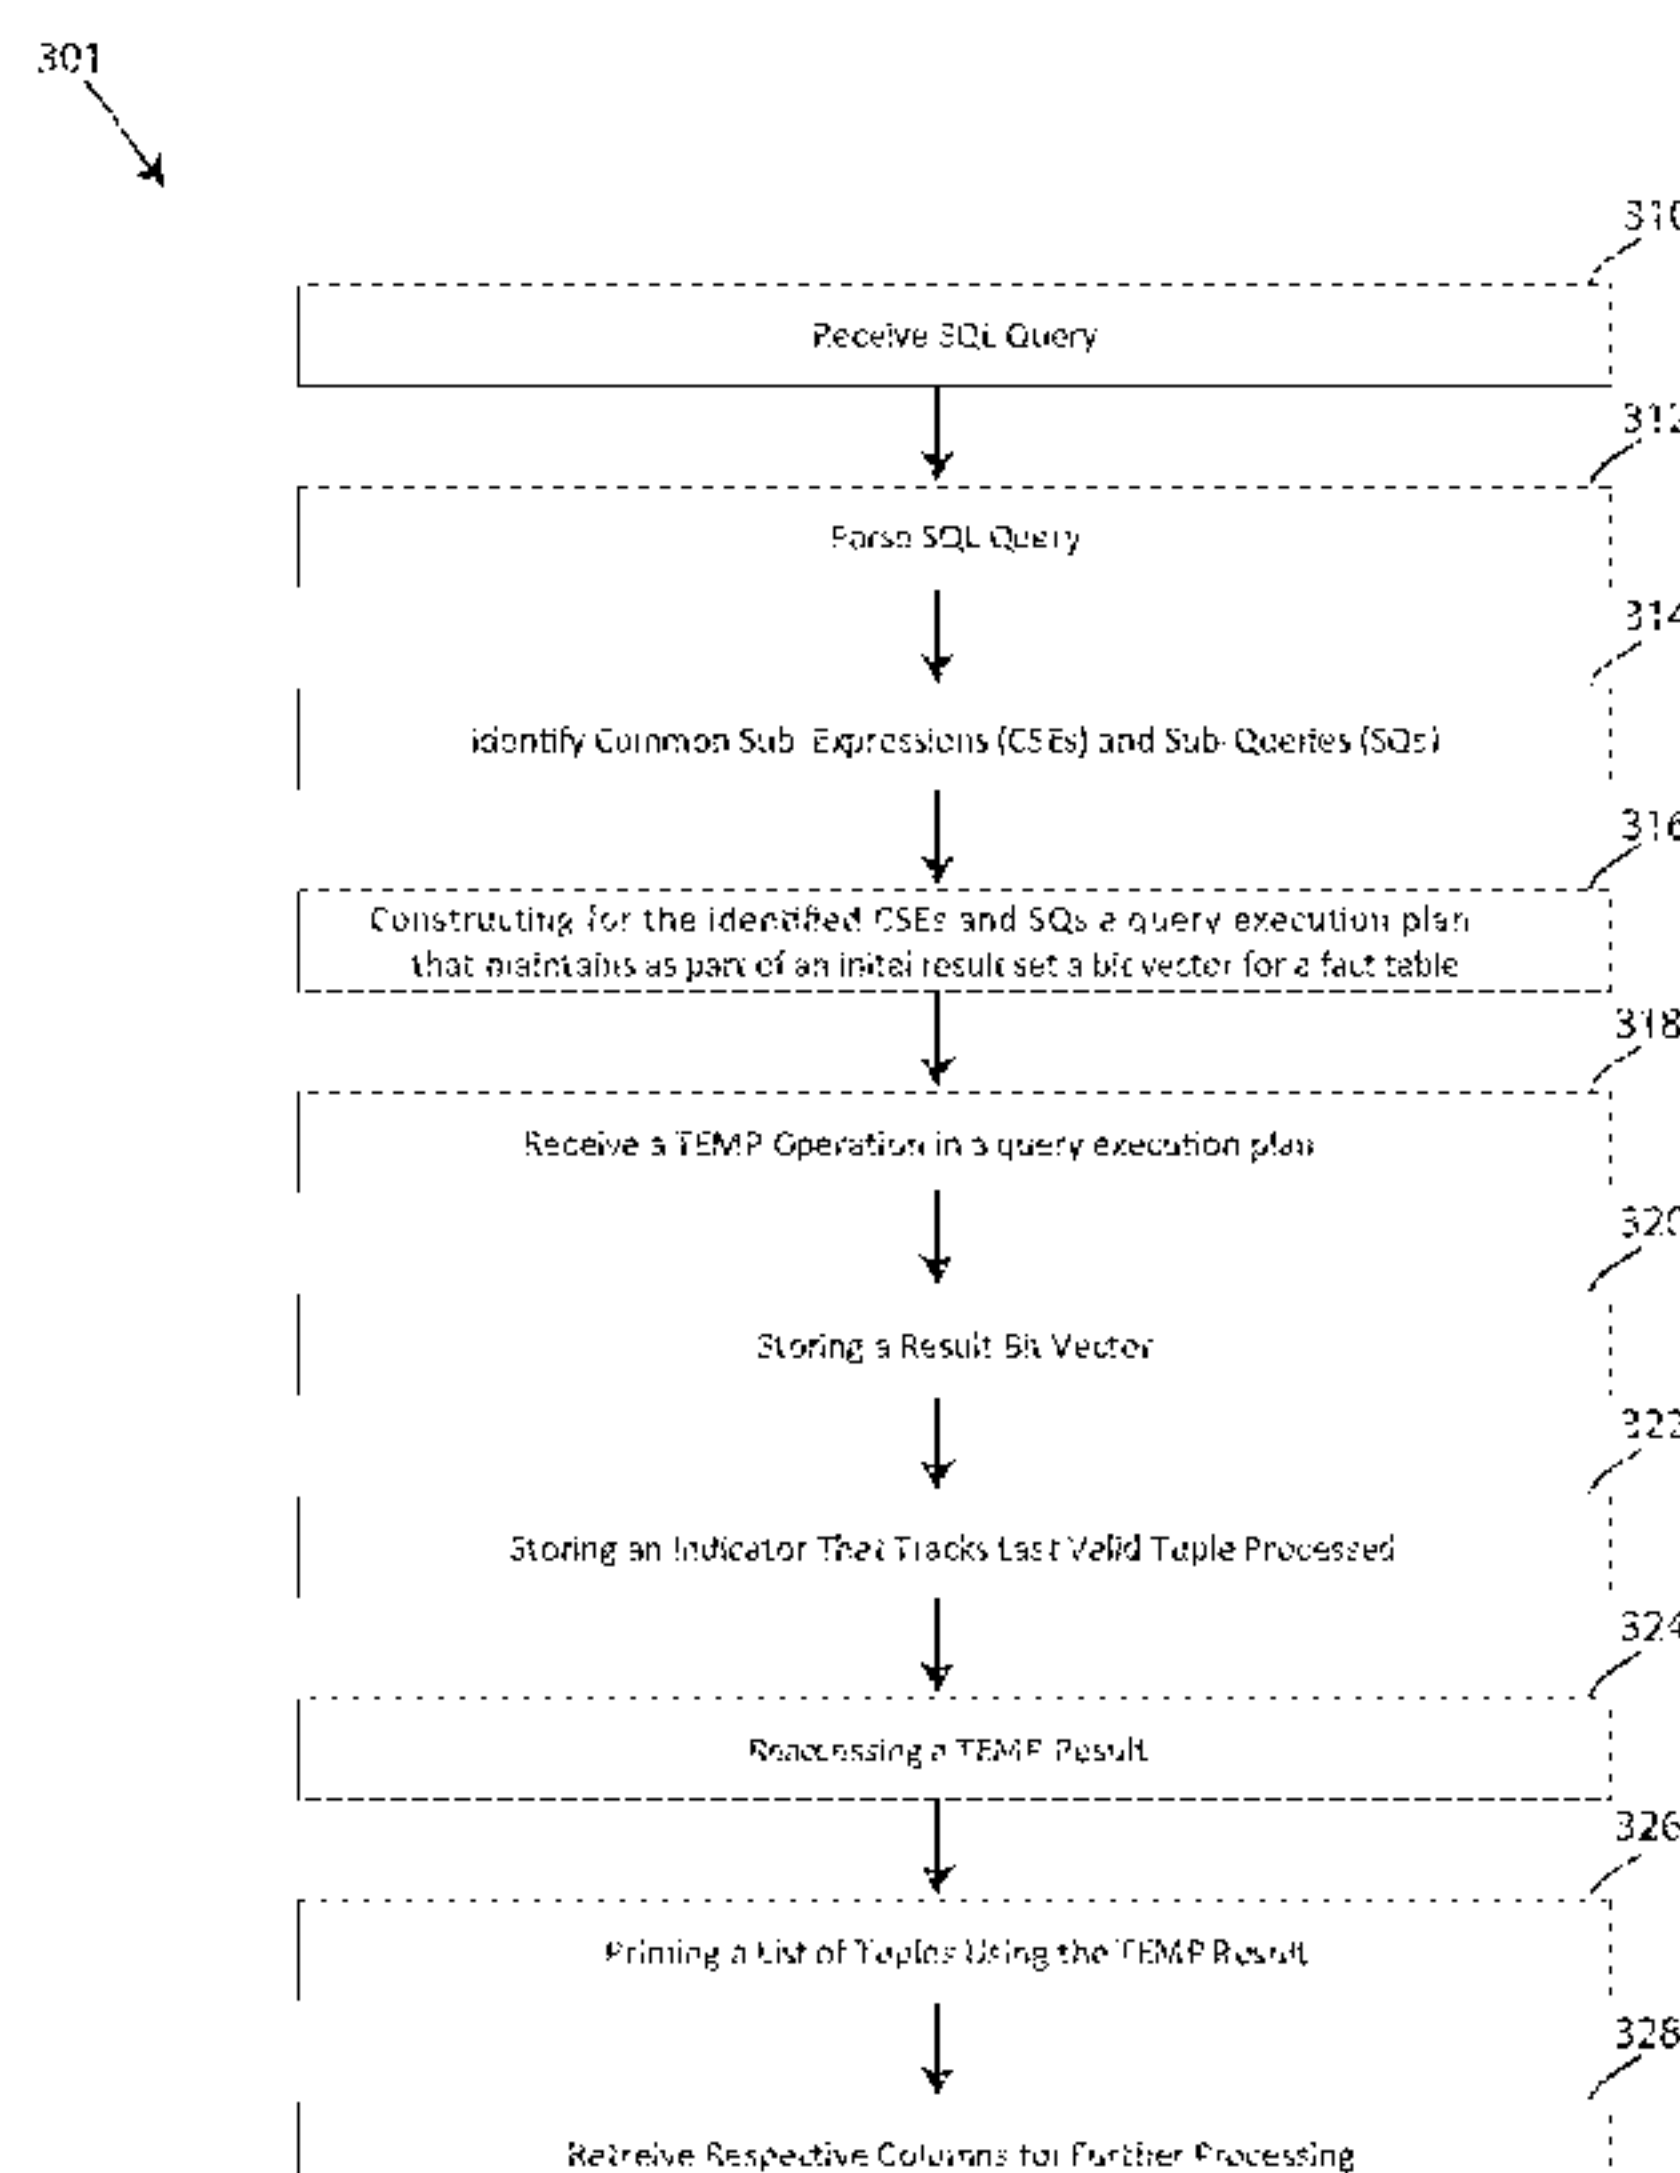 301
310
Receive SQL Query
312
Parse SQL Query
314
Identify Common Sub-Expressions (CSEs) and Sub-Queries (SQs)
316
Constructing for the identified CSEs and SQs a query execution plan
that maintains as part of an inital result set a bit vector for a fact table
318
Receive a TEMP Operation in a query execution plan
320
Storing a Result Bit Vector
322
Storing an Indicator That Tracks Last Valid Tuple Processed
324
Reaccessing a TEMP Result
326
Priming a List of Tuples Using the TEMP Result
328
Retreive Respective Columns for Further Processing